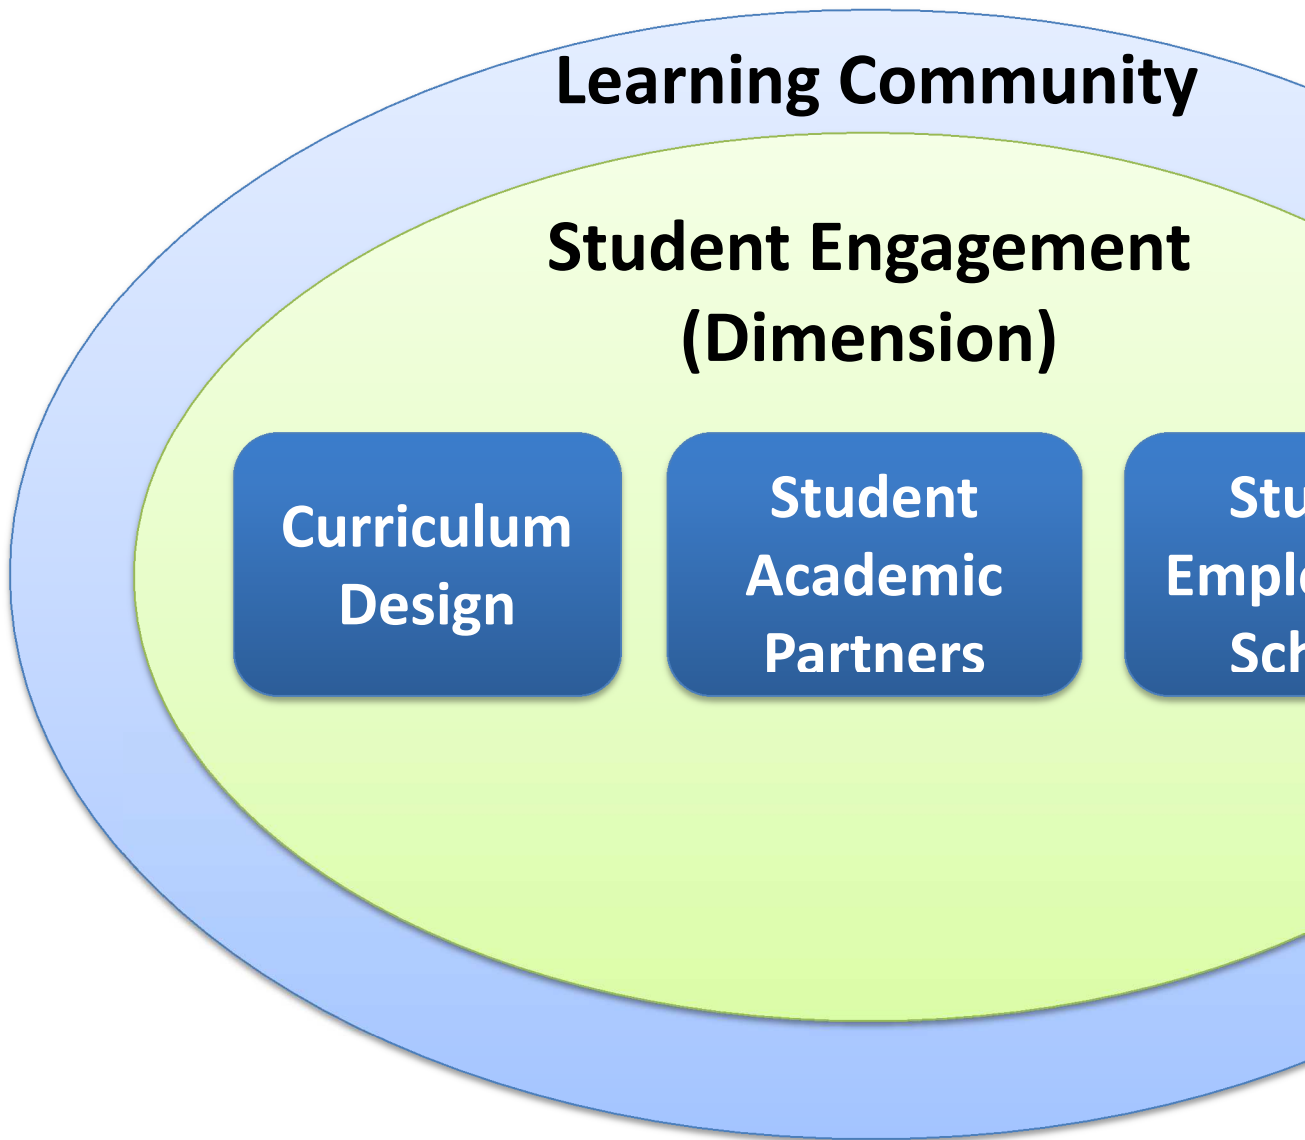 Learning Community
Student Engagement
(Dimension)
Curriculum
Design
Student
Academic
Partners